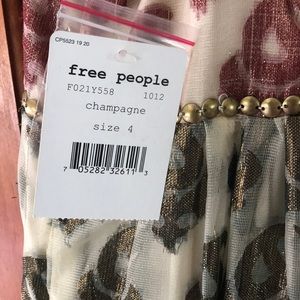 CP5523 19 20
free people
F021Y558 1012
champagne
size 4
7 05282 32611 3